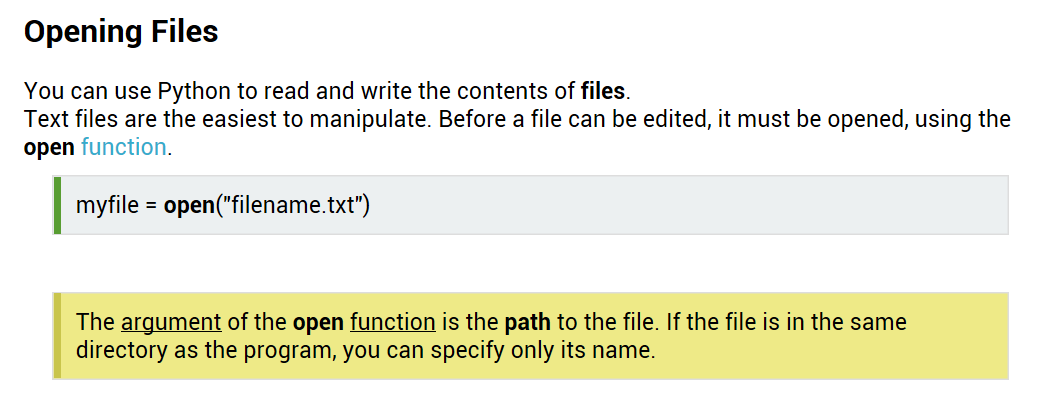 Opening Files
You can use Python to read and write the contents of files.
Text files are the easiest to manipulate. Before a file can be edited, it must be opened, using the
open function.
myfile = open("filename.txt")
The argument of the open function is the path to the file. If the file is in the same
directory as the program, you can specify only its name.